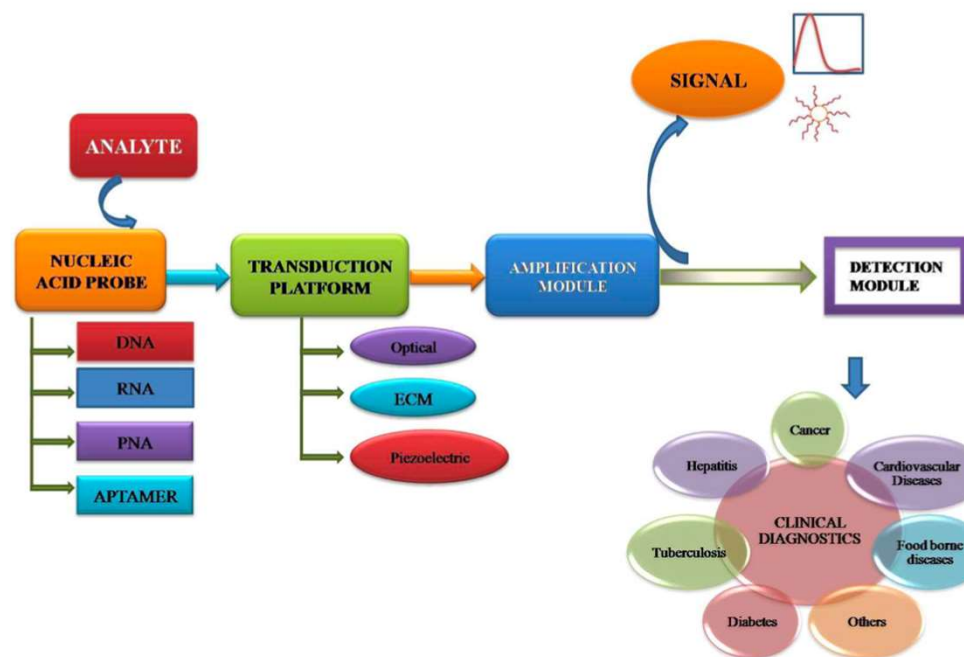 SIGNAL
ANALYTE
NUCLEIC
ACID PROBE
TRANSDUCTION
PLATFORM
AMPLIFICATION
MODULE
DETECTION
MODULE
DNA
RNA
PNA
APTAMER
Optical
ECM
Piezoelectric
Cancer
Hepatitis
Cardiovascular
Diseases
CLINICAL
DIAGNOSTICS
Tuberculosis
Food borne
diseases
Diabetes
Others